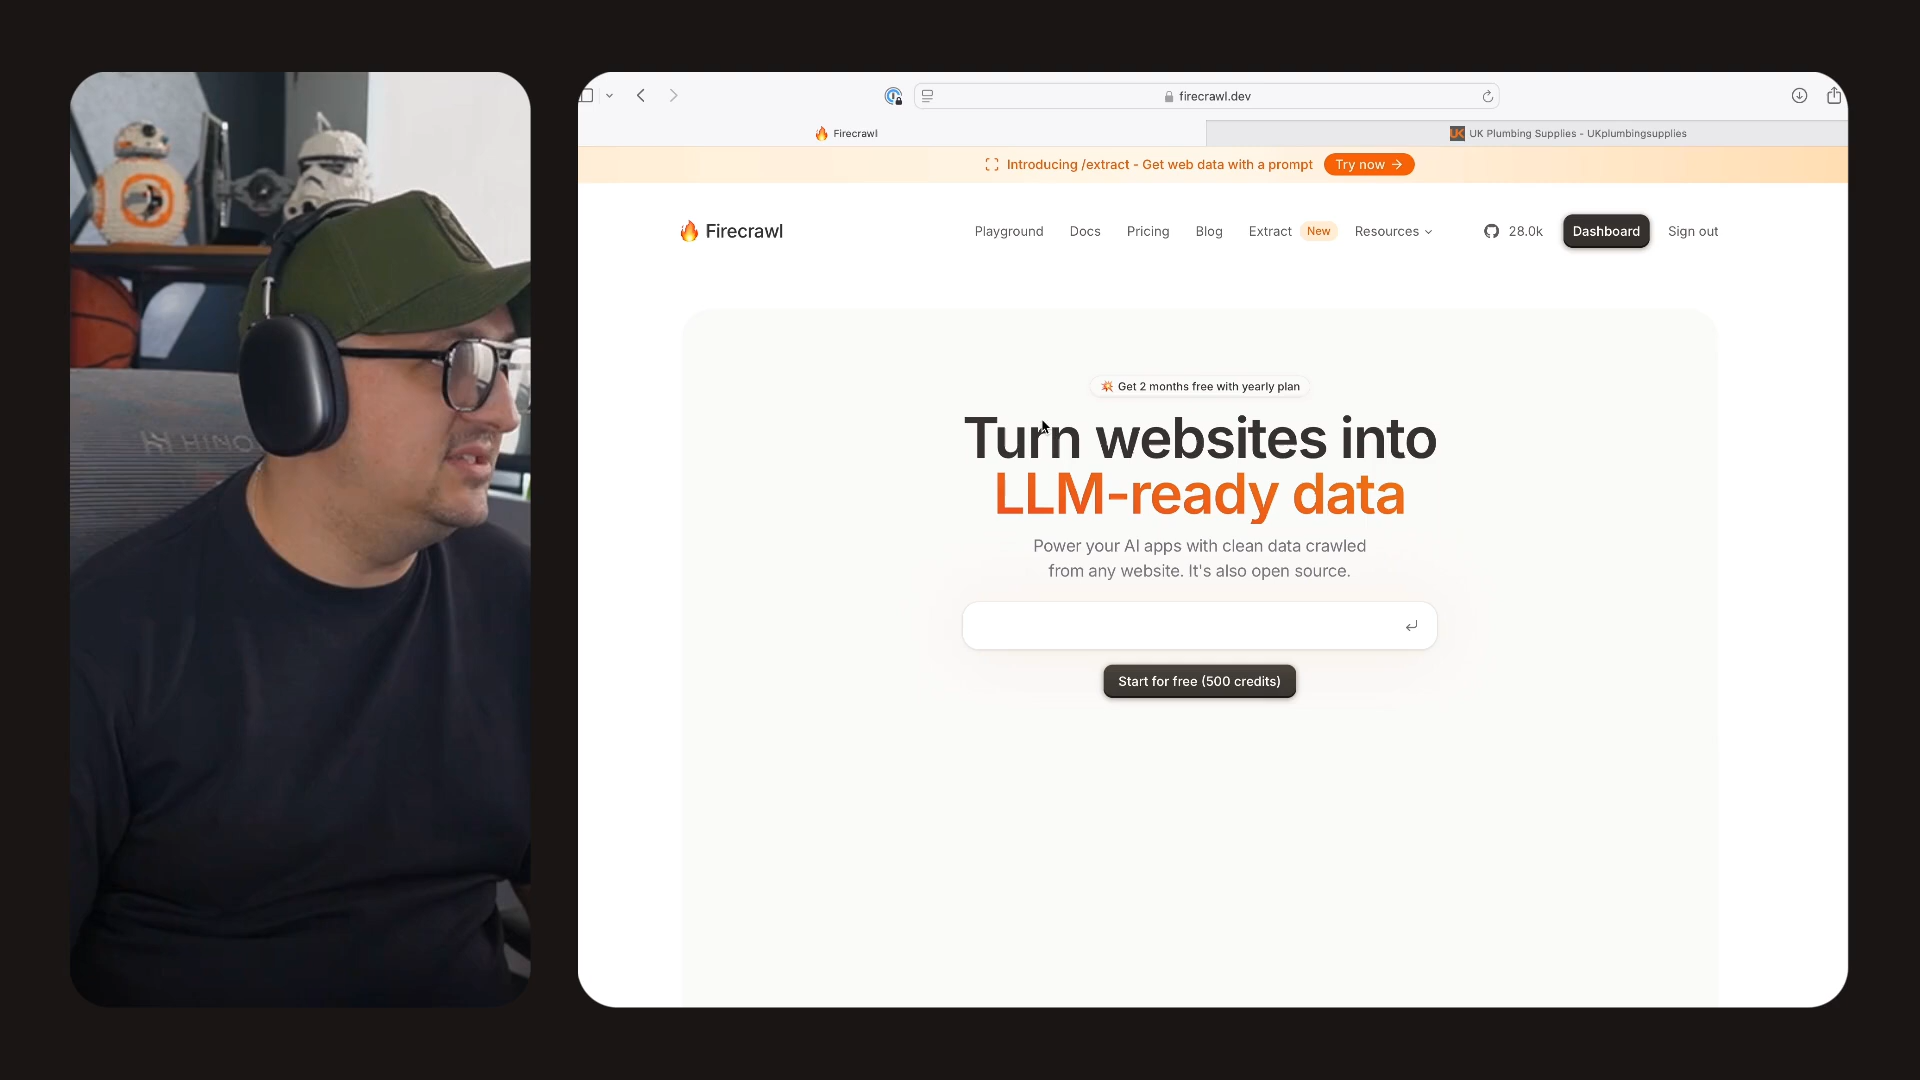 firecrawl.dev
Firecrawl
UK UK Plumbing Supplies - UKplumbingsupplies
Introducing /extract - Get web data with a prompt Try now →
Firecrawl
Playground Docs Pricing Blog Extract New Resources 28.0k Dashboard Sign out
Get 2 months free with yearly plan
Turn websites into
LLM-ready data
Power your AI apps with clean data crawled
from any website. It's also open source.
Start for free (500 credits)